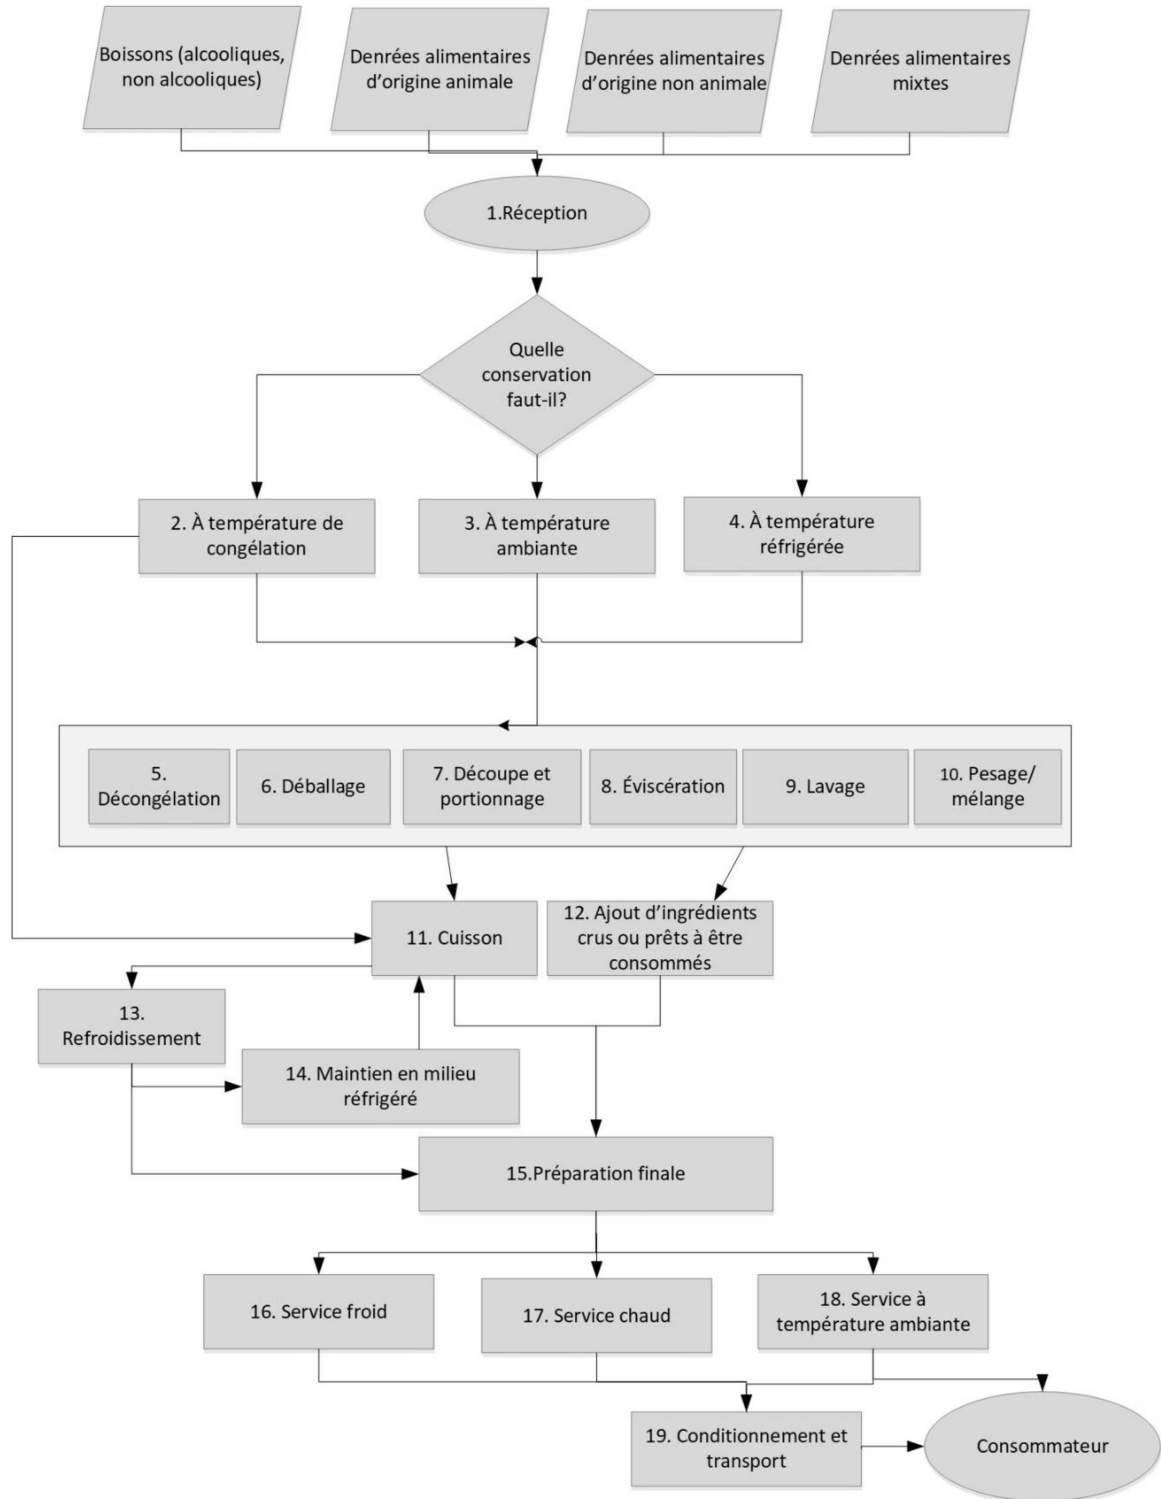 Boissons (alcooliques,
non alcooliques)
Denrées alimentaires
d’origine animale
Denrées alimentaires
d’origine non animale
Denrées alimentaires
mixtes
1.Réception
Quelle
conservation
faut-il?
2. À température de
congélation
3. À température
ambiante
4. À température
réfrigérée
5.
Décongélation
6. Déballage
7. Découpe et
portionnage
8. Éviscération
9. Lavage
10. Pesage/
mélange
11. Cuisson
12. Ajout d’ingrédients
crus ou prêts à être
consommés
13.
Refroidissement
14. Maintien en milieu
réfrigéré
15.Préparation finale
16. Service froid
17. Service chaud
18. Service à
température ambiante
19. Conditionnement et
transport
Consommateur